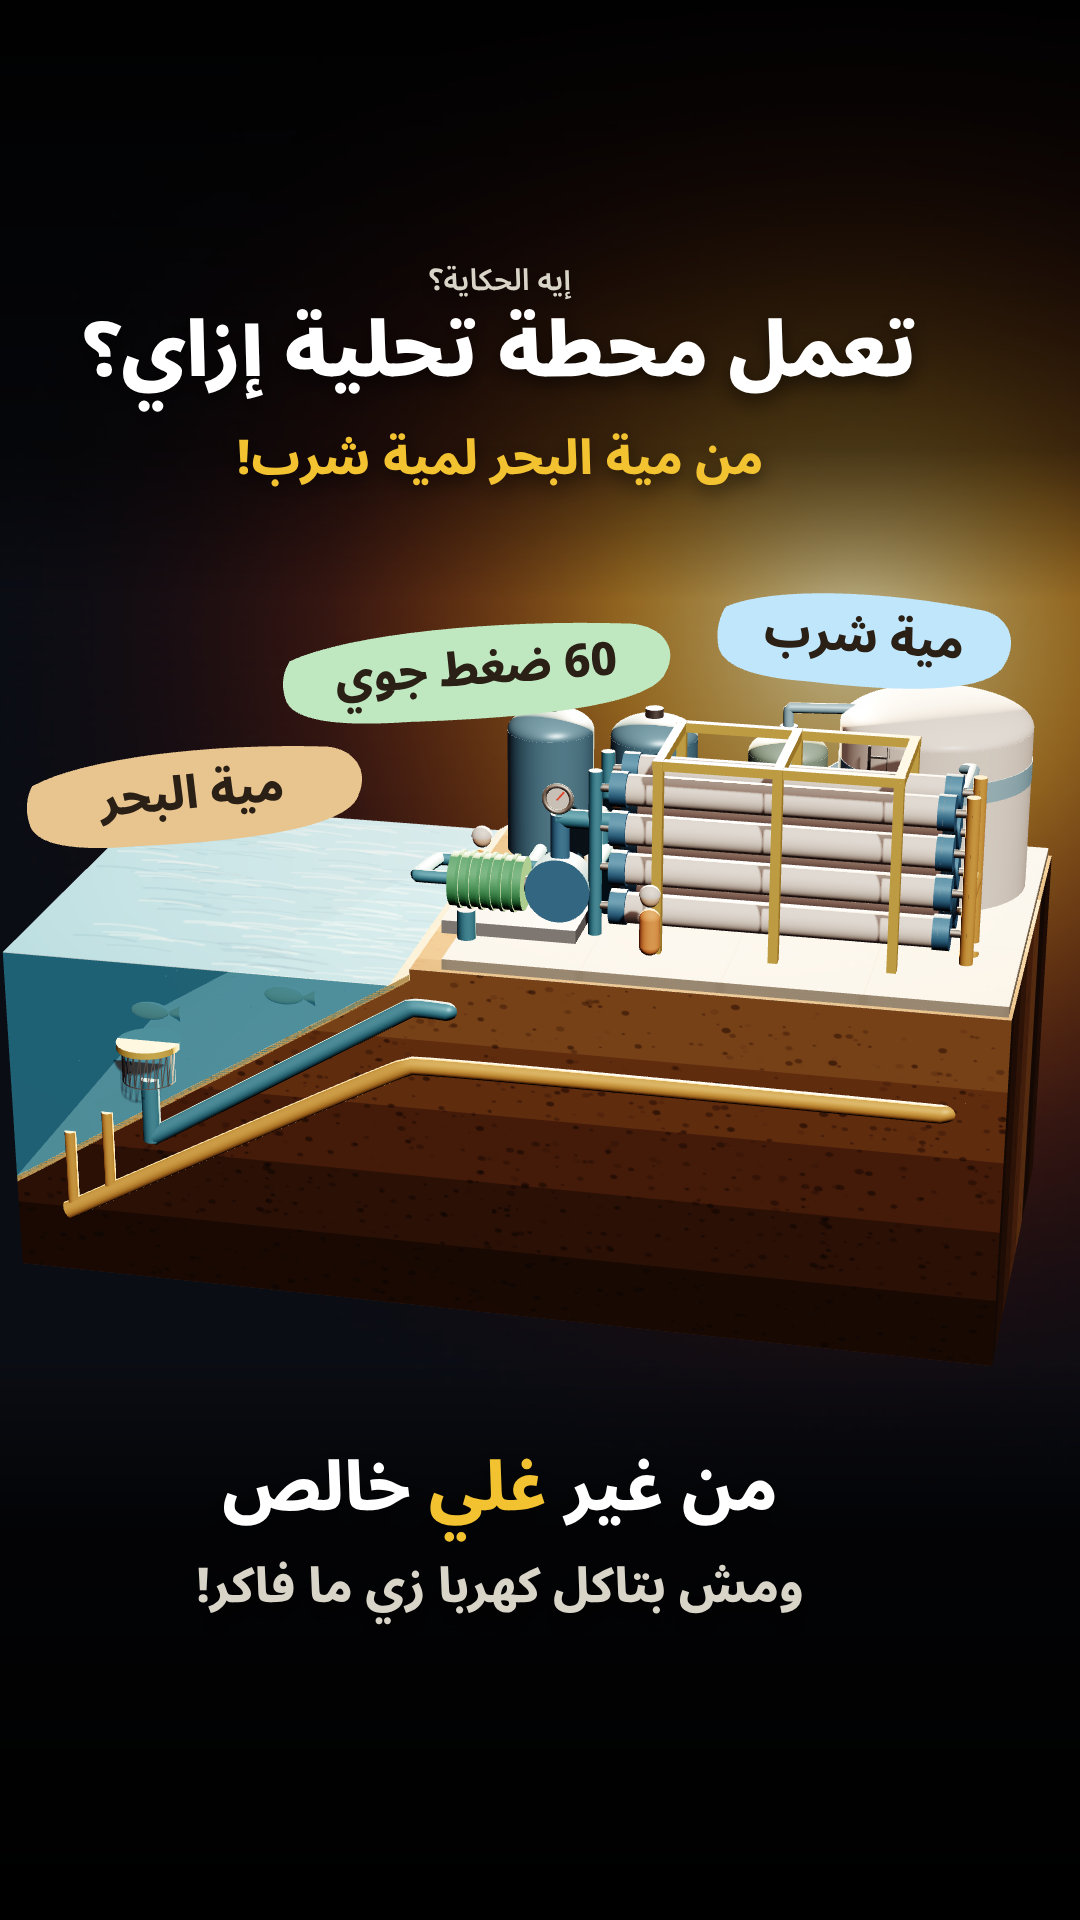 إيه الحكاية؟
تعمل محطة تحلية إزاي؟
من مية البحر لمية شرب!
مية شرب
60 ضغط جوي
مية البحر
من غير غلي خالص
ومش بتاكل كهربا زي ما فاكر!